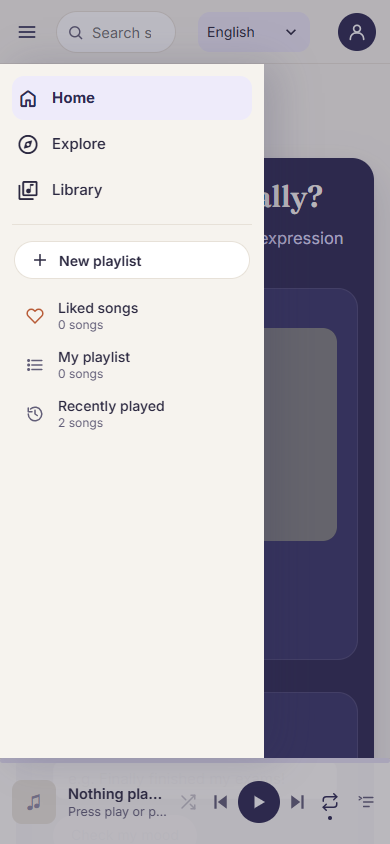 Search s
English
Home
ally?
Explore
expression
Library
New playlist
Liked songs
0 songs
My playlist
0 songs
Recently played
2 songs
Nothing pla...
Press play or p...